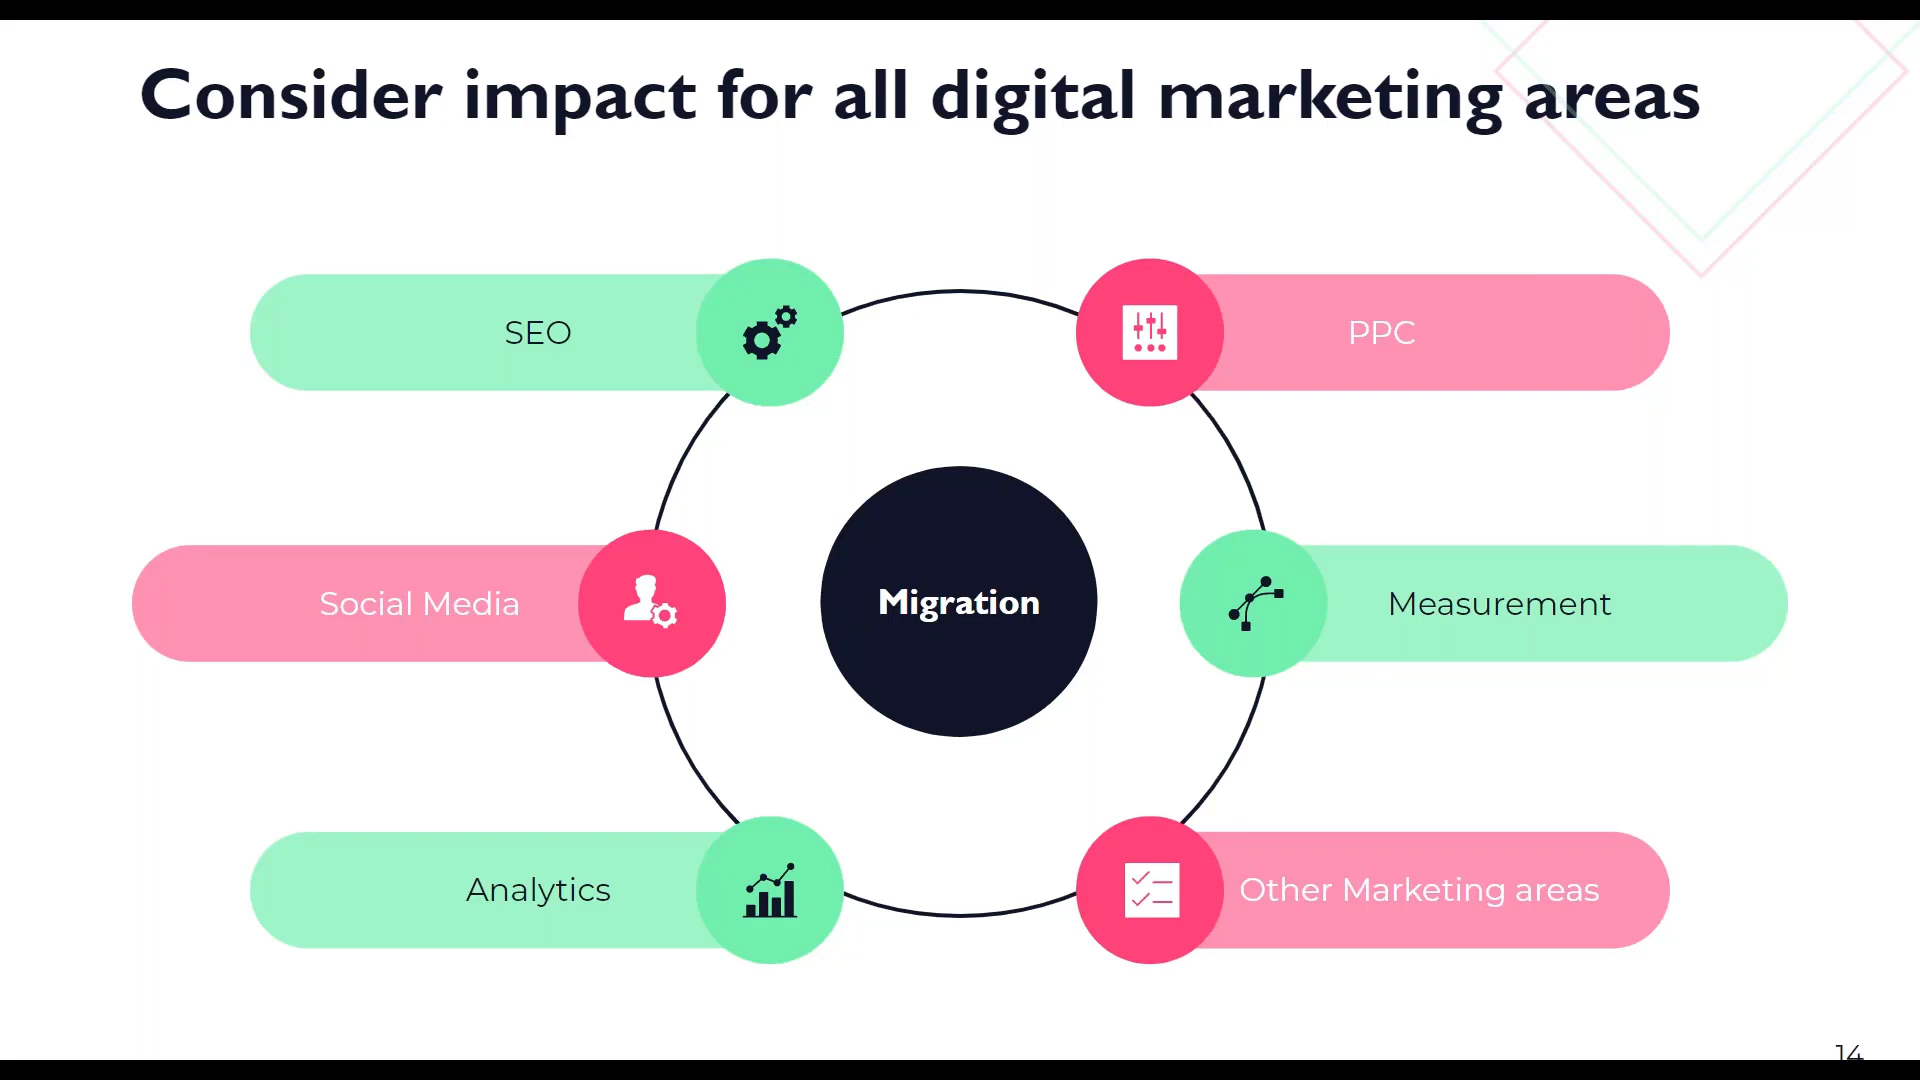 Consider impact for all digital marketing areas
SEO
PPC
Social Media
Migration
Measurement
Analytics
Other Marketing areas
14